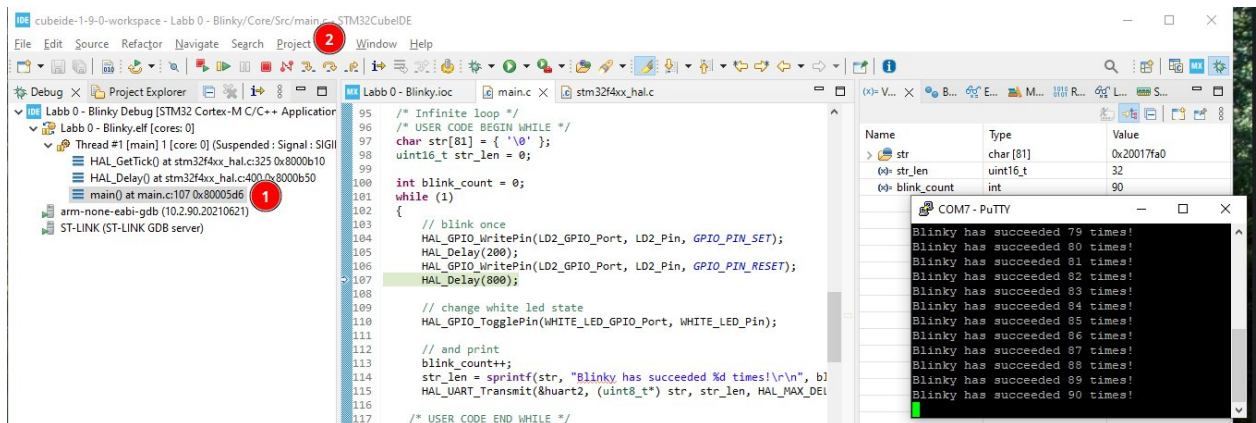 IDE cubeide-1-9-0-workspace - Labb 0 - Blinky/Core/Src/main.c - STM32CubeIDE
File Edit Source Refactor Navigate Search Project 2 Window Help
Debug Project Explorer
Labb 0 - Blinky Debug [STM32 Cortex-M C/C++ Application
Labb 0 - Blinky.elf [cores: 0]
Thread #1 [main] 1 [core: 0] (Suspended : Signal : SIGI
HAL_GetTick() at stm32f4xx_hal.c:325 0x8000b10
HAL_Delay() at stm32f4xx_hal.c:400 0x8000b50
main() at main.c:107 0x80005d6 1
arm-none-eabi-gdb (10.2.90.20210621)
ST-LINK (ST-LINK GDB server)
MX Labb 0 - Blinky.ioc main.c stm32f4xx_hal.c
95 /* Infinite loop */
96 /* USER CODE BEGIN WHILE */
97 char str[81] = { '\0' };
98 uint16_t str_len = 0;
99
100 int blink_count = 0;
101 while (1)
102 {
103 // blink once
104 HAL_GPIO_WritePin(LD2_GPIO_Port, LD2_Pin, GPIO_PIN_SET);
105 HAL_Delay(200);
106 HAL_GPIO_WritePin(LD2_GPIO_Port, LD2_Pin, GPIO_PIN_RESET);
107 HAL_Delay(800);
108
109 // change white led state
110 HAL_GPIO_TogglePin(WHITE_LED_GPIO_Port, WHITE_LED_Pin);
111
112 // and print
113 blink_count++;
114 str_len = sprintf(str, "Blinky has succeeded %d times!\r\n", bl
115 HAL_UART_Transmit(&huart2, (uint8_t*) str, str_len, HAL_MAX_DEL
116
117 /* USER CODE END WHILE */
(x)= V... B... E... M... R... L... S...
Name Type Value
str char [81] 0x20017fa0
(x)= str_len uint16_t 32
(x)= blink_count int 90
COM7 - PuTTY
Blinky has succeeded 79 times!
Blinky has succeeded 80 times!
Blinky has succeeded 81 times!
Blinky has succeeded 82 times!
Blinky has succeeded 83 times!
Blinky has succeeded 84 times!
Blinky has succeeded 85 times!
Blinky has succeeded 86 times!
Blinky has succeeded 87 times!
Blinky has succeeded 88 times!
Blinky has succeeded 89 times!
Blinky has succeeded 90 times!